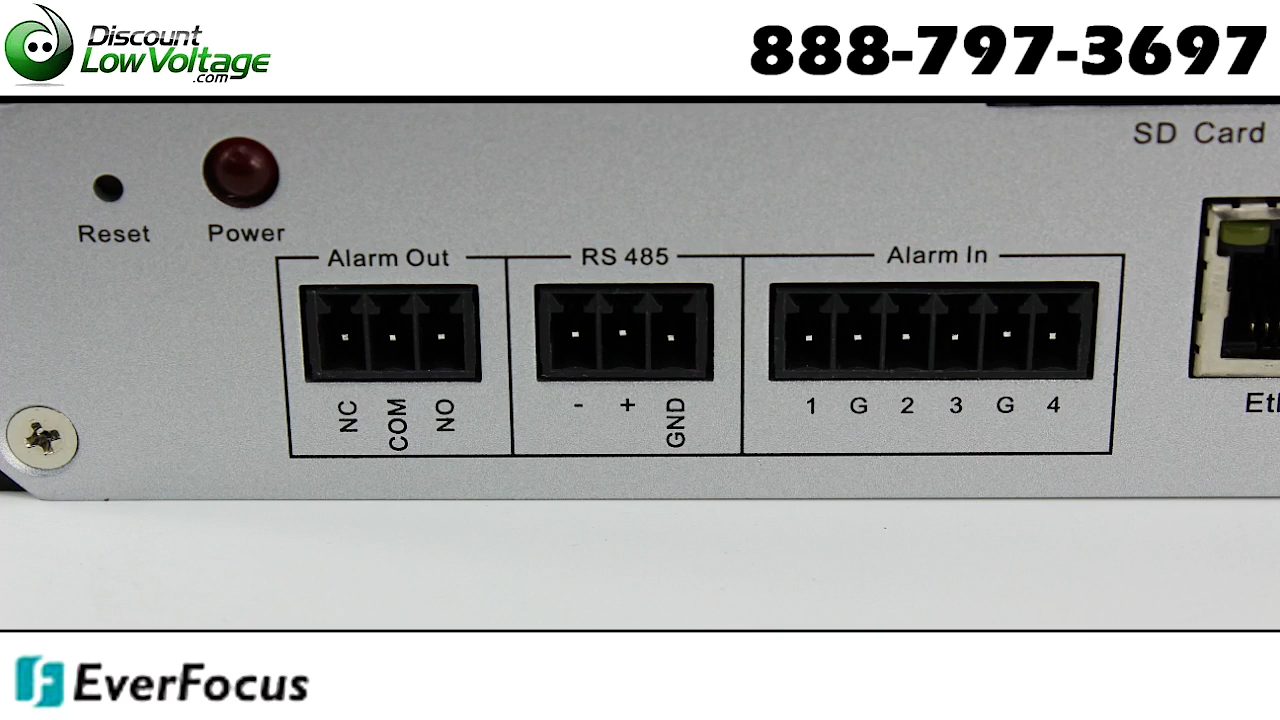 Discount
LowVoltage
.com
888-797-3697
SD Card
Reset
Power
Alarm Out
RS 485
Alarm In
NC
COM
NO
-
+
GND
1 G 2 3 G 4
EverFocus